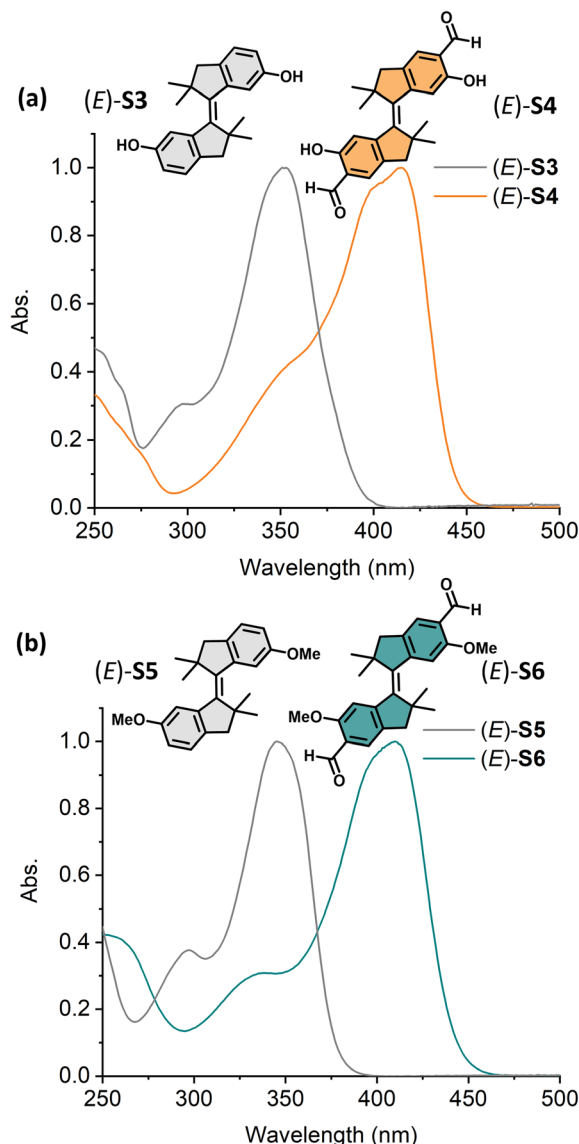 (a)
(E)-S3
OH
HO
O
H
OH
HO
H
O
(E)-S4
(E)-S3
(E)-S4
1.0
0.8
0.6
0.4
0.2
0.0
Abs.
250 300 350 400 450 500
Wavelength (nm)
(b)
(E)-S5
OMe
MeO
O
H
OMe
MeO
H
O
(E)-S6
(E)-S5
(E)-S6
1.0
0.8
0.6
0.4
0.2
0.0
Abs.
250 300 350 400 450 500
Wavelength (nm)